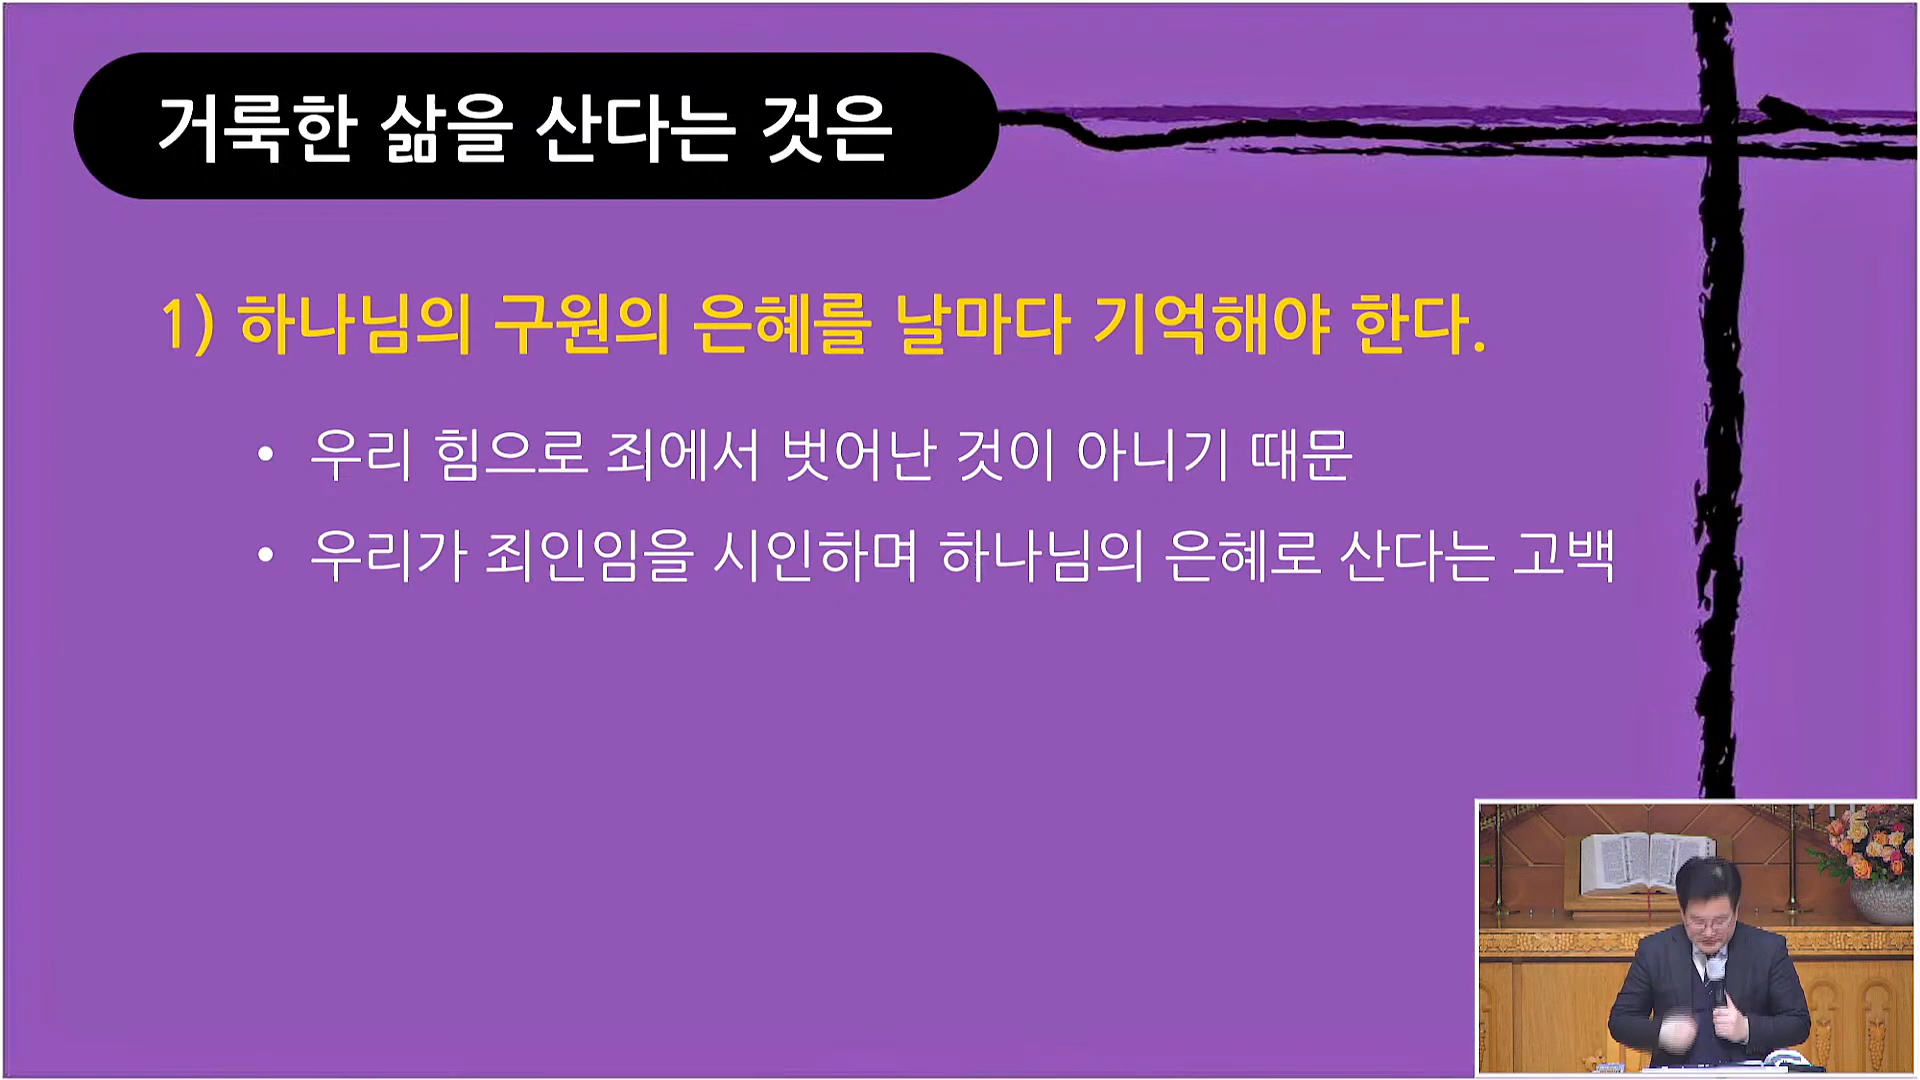 거룩한 삶을 산다는 것은
1) 하나님의 구원의 은혜를 날마다 기억해야 한다.
• 우리 힘으로 죄에서 벗어난 것이 아니기 때문
• 우리가 죄인임을 시인하며 하나님의 은혜로 산다는 고백